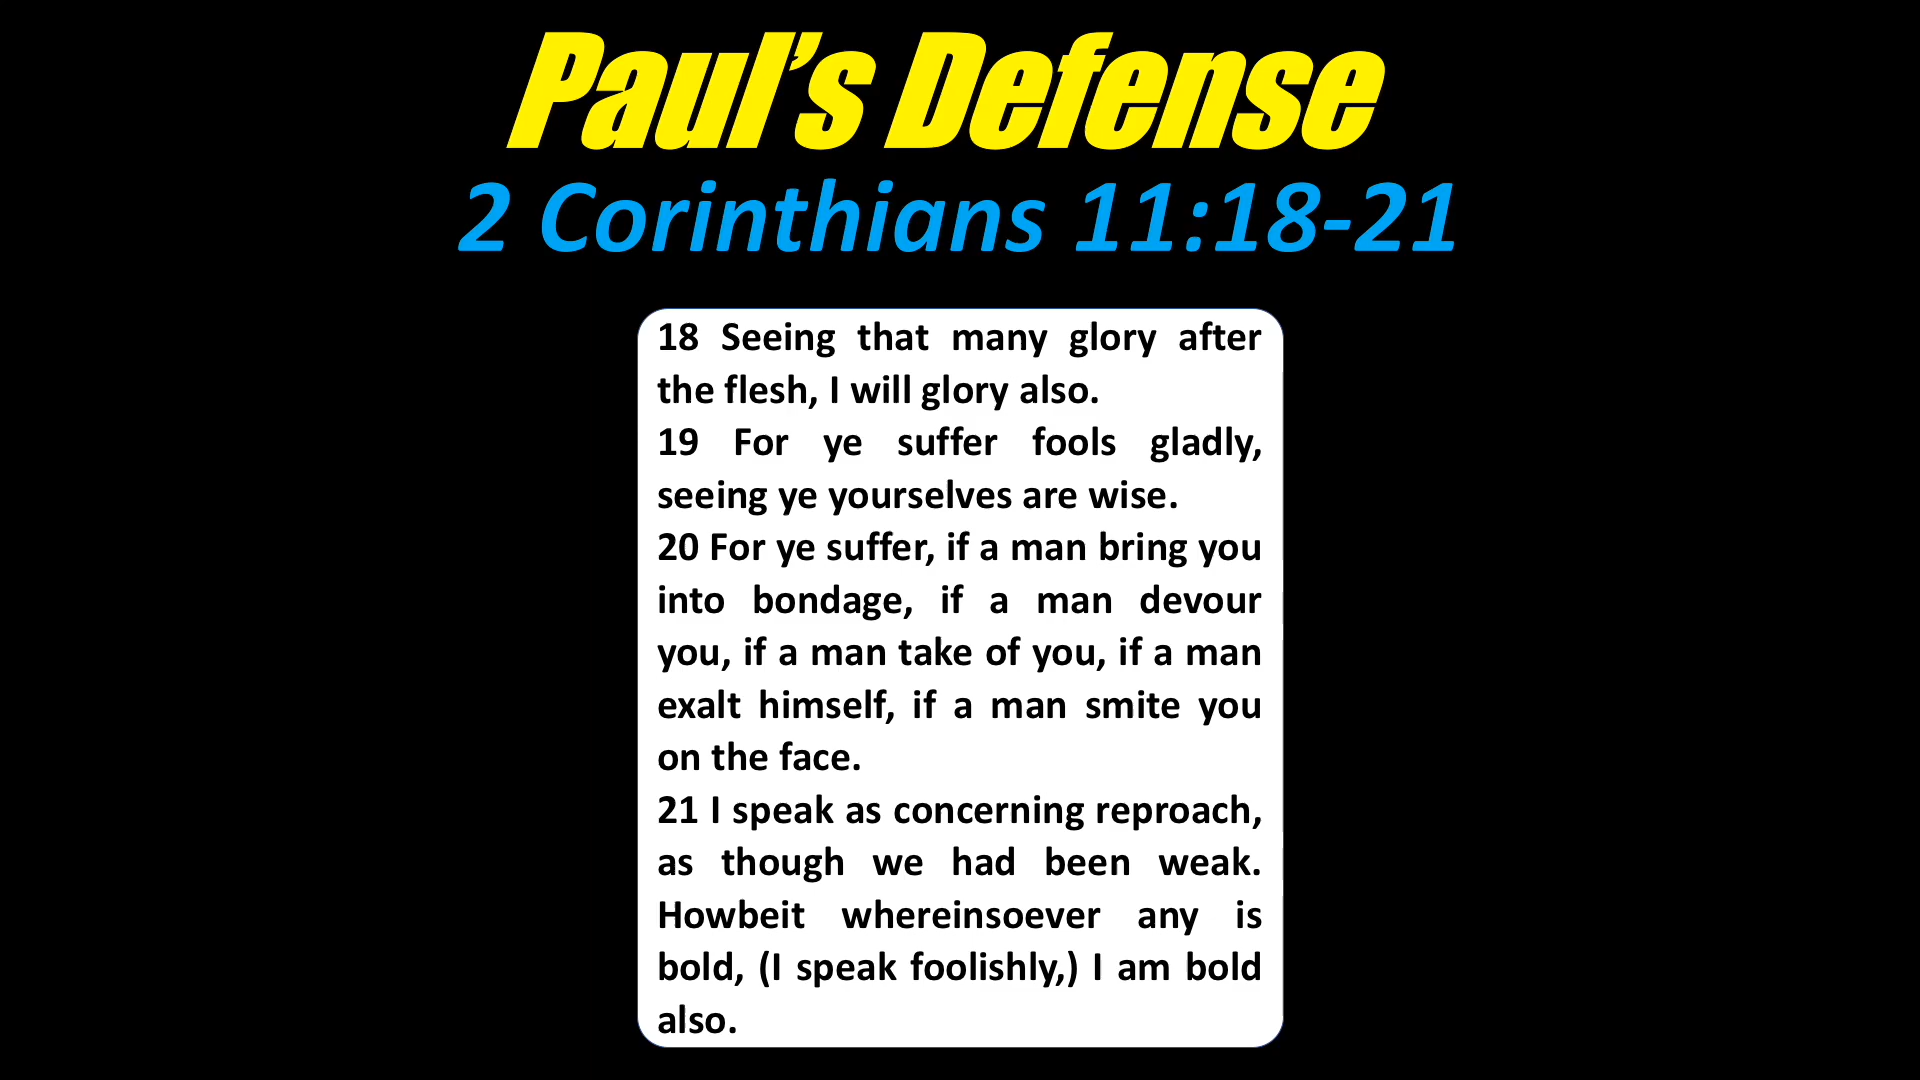 Paul’s Defense
2 Corinthians 11:18-21
18 Seeing that many glory after
the flesh, I will glory also.
19 For ye suffer fools gladly,
seeing ye yourselves are wise.
20 For ye suffer, if a man bring you
into bondage, if a man devour
you, if a man take of you, if a man
exalt himself, if a man smite you
on the face.
21 I speak as concerning reproach,
as though we had been weak.
Howbeit whereinsoever any is
bold, (I speak foolishly,) I am bold
also.